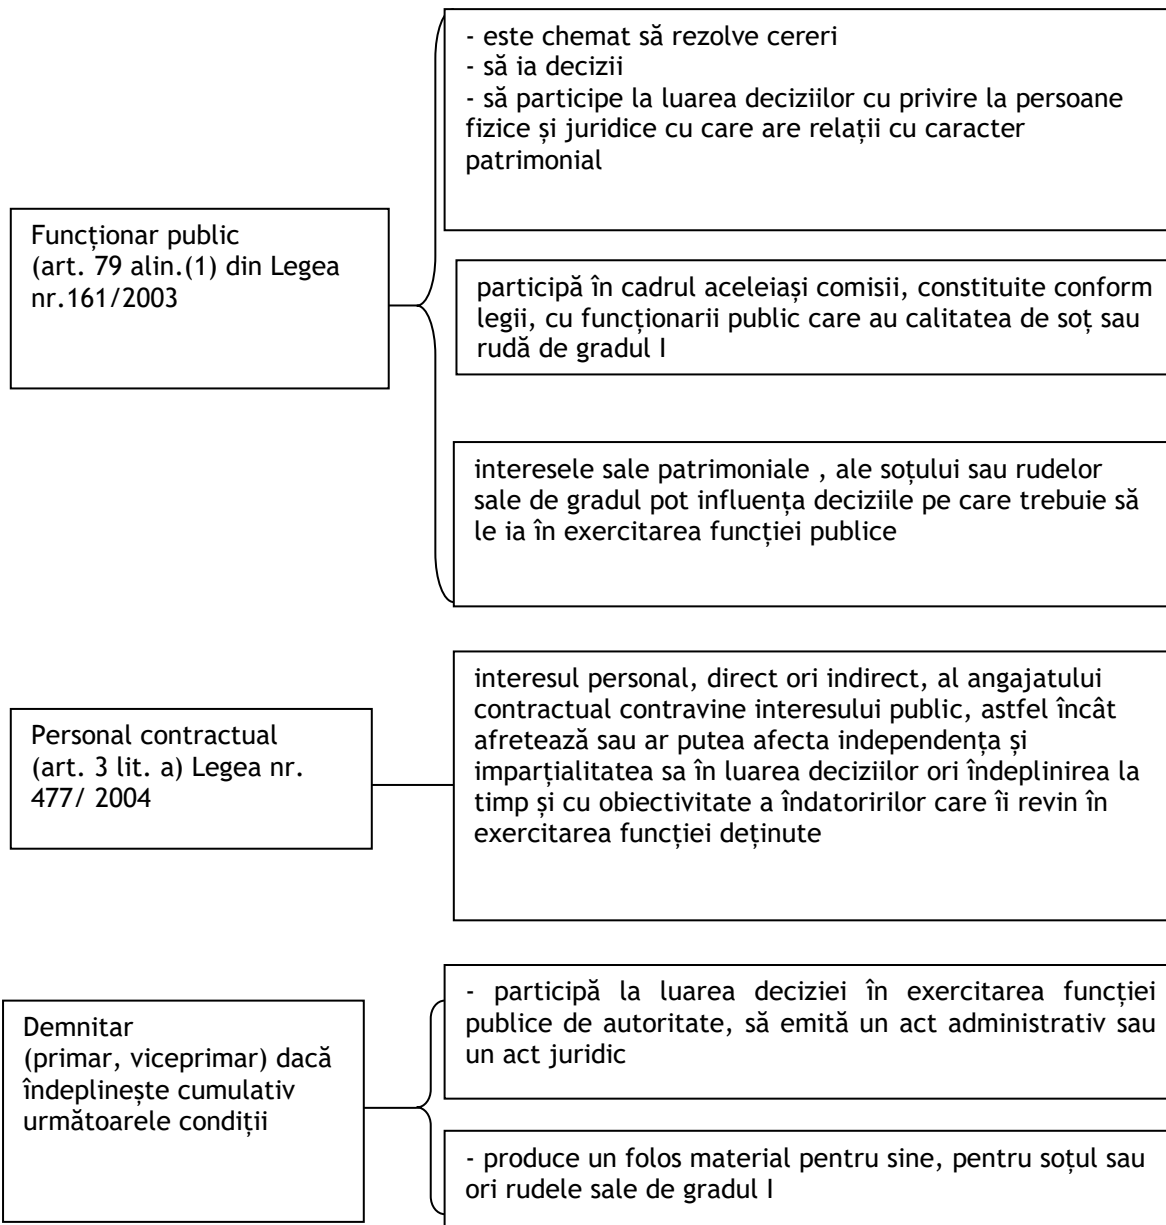 - este chemat să rezolve cereri
- să ia decizii
- să participe la luarea deciziilor cu privire la persoane
fizice și juridice cu care are relații cu caracter
patrimonial
Funcționar public
(art. 79 alin.(1) din Legea
nr.161/2003
participă în cadrul aceleiași comisii, constituite conform
legii, cu funcționarii public care au calitatea de soț sau
rudă de gradul I
interesele sale patrimoniale , ale soțului sau rudelor
sale de gradul pot influența deciziile pe care trebuie să
le ia în exercitarea funcției publice
Personal contractual
(art. 3 lit. a) Legea nr.
477/ 2004
interesul personal, direct ori indirect, al angajatului
contractual contravine interesului public, astfel încât
afretează sau ar putea afecta independența și
imparțialitatea sa în luarea deciziilor ori îndeplinirea la
timp și cu obiectivitate a îndatoririlor care îi revin în
exercitarea funcției deținute
Demnitar
(primar, viceprimar) dacă
îndeplinește cumulativ
următoarele condiții
- participă la luarea deciziei în exercitarea funcției
publice de autoritate, să emită un act administrativ sau
un act juridic
- produce un folos material pentru sine, pentru soțul sau
ori rudele sale de gradul I